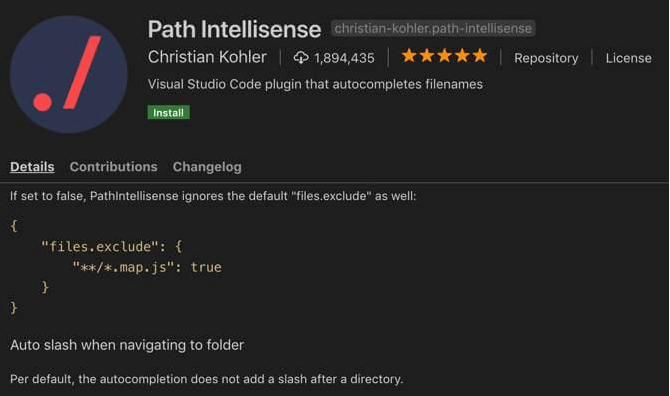 ./
Path Intellisense christian-kohler.path-intellisense
Christian Kohler 1,894,435 Repository License
Visual Studio Code plugin that autocompletes filenames
Install
Details Contributions Changelog
If set to false, PathIntellisense ignores the default "files.exclude" as well:
{
"files.exclude": {
"**/*.map.js": true
}
}
Auto slash when navigating to folder
Per default, the autocompletion does not add a slash after a directory.